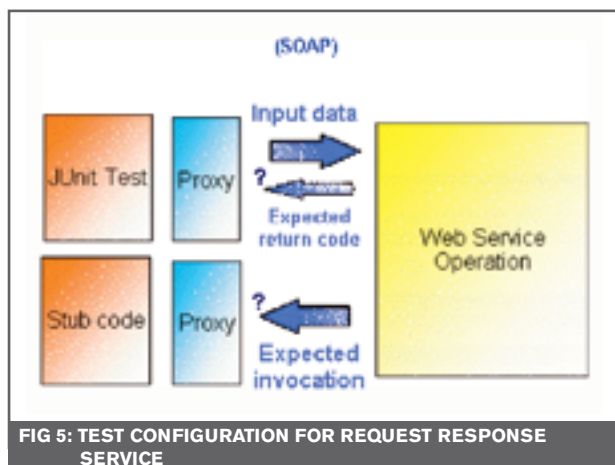 (SOAP)
Input data
JUnit Test
Proxy
?
Expected
return code
Web Service
Operation
Stub code
Proxy
?
Expected
invocation
FIG 5: TEST CONFIGURATION FOR REQUEST RESPONSE
SERVICE